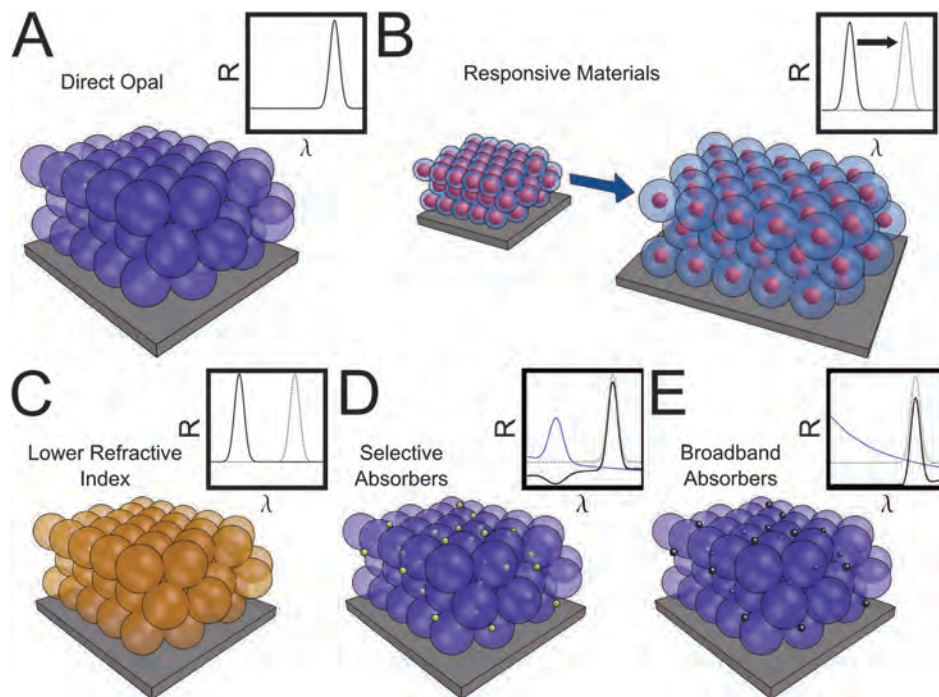 A
Direct Opal
R
λ
B
Responsive Materials
R
λ
C
Lower Refractive
Index
R
λ
D
Selective
Absorbers
R
λ
E
Broadband
Absorbers
R
λ